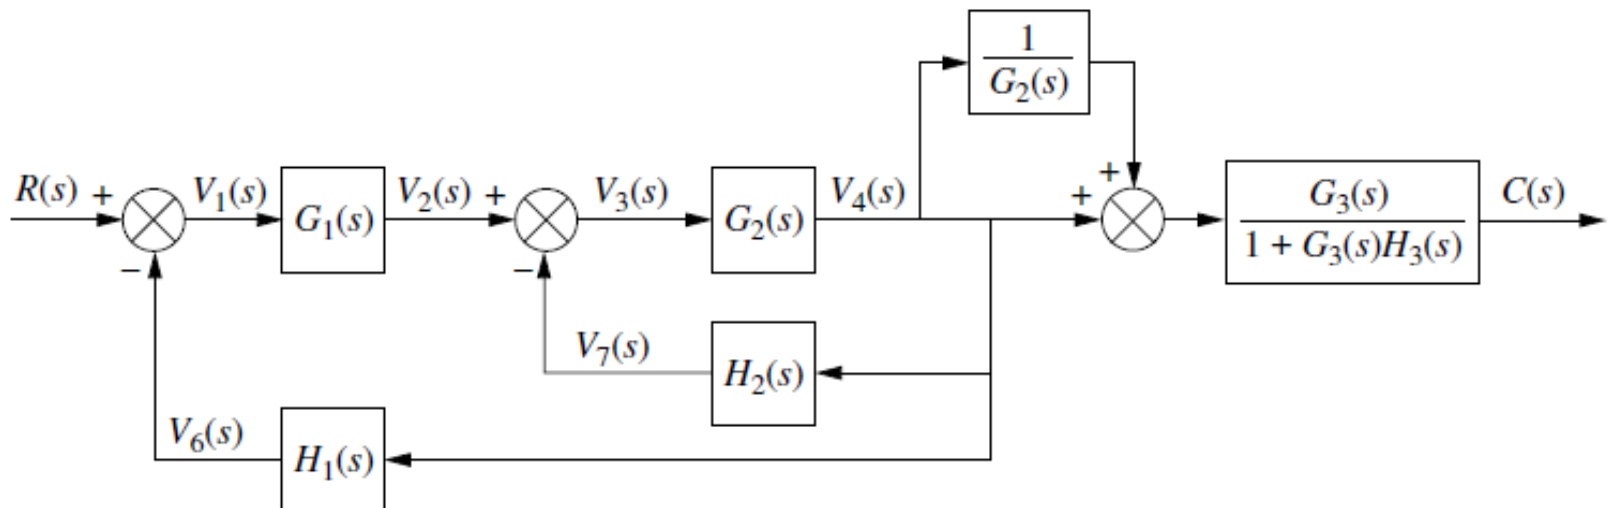 1
G₂(s)
R(s) + V₁(s) G₁(s) V₂(s) + V₃(s) G₂(s) V₄(s) + + G₃(s) C(s)
1 + G₃(s)H₃(s)
− −
V₇(s) H₂(s)
V₆(s) H₁(s)